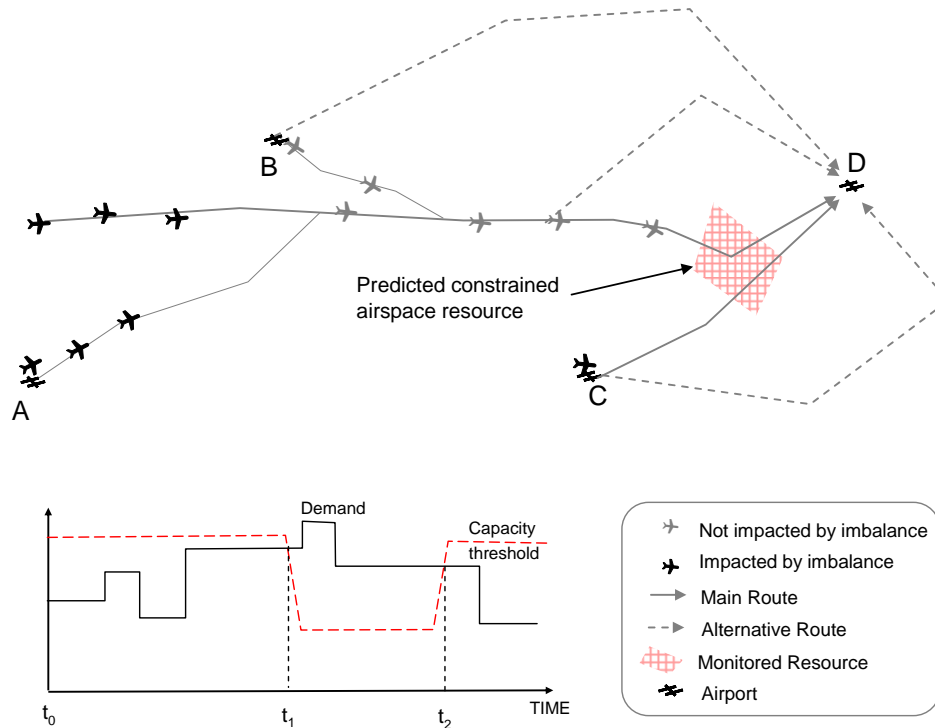 B
D
Predicted constrained
airspace resource
A
C
Demand
Capacity
threshold
t0
t1
t2
TIME
Not impacted by imbalance
Impacted by imbalance
Main Route
Alternative Route
Monitored Resource
Airport